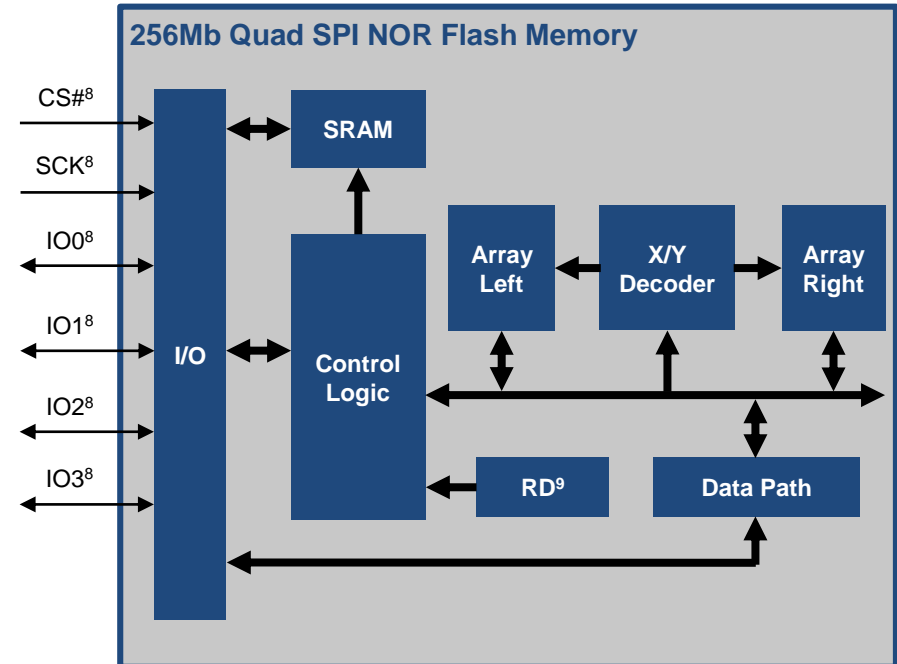 256Mb Quad SPI NOR Flash Memory
CS#⁸
SRAM
SCK⁸
IO0⁸
Array
Left
X/Y
Decoder
Array
Right
IO1⁸
I/O
Control
Logic
IO2⁸
IO3⁸
RD⁹
Data Path